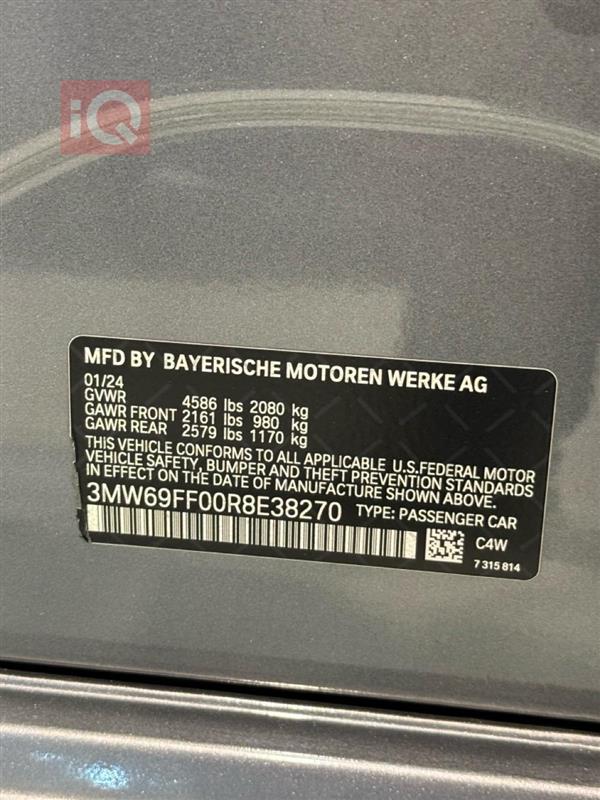 iQ
MFD BY BAYERISCHE MOTOREN WERKE AG
01/24
GVWR 4586 lbs 2080 kg
GAWR FRONT 2161 lbs 980 kg
GAWR REAR 2579 lbs 1170 kg
THIS VEHICLE CONFORMS TO ALL APPLICABLE U.S.FEDERAL MOTOR
VEHICLE SAFETY, BUMPER AND THEFT PREVENTION STANDARDS
IN EFFECT ON THE DATE OF MANUFACTURE SHOWN ABOVE.
3MW69FF00R8E38270 TYPE: PASSENGER CAR
C4W
7 315 814